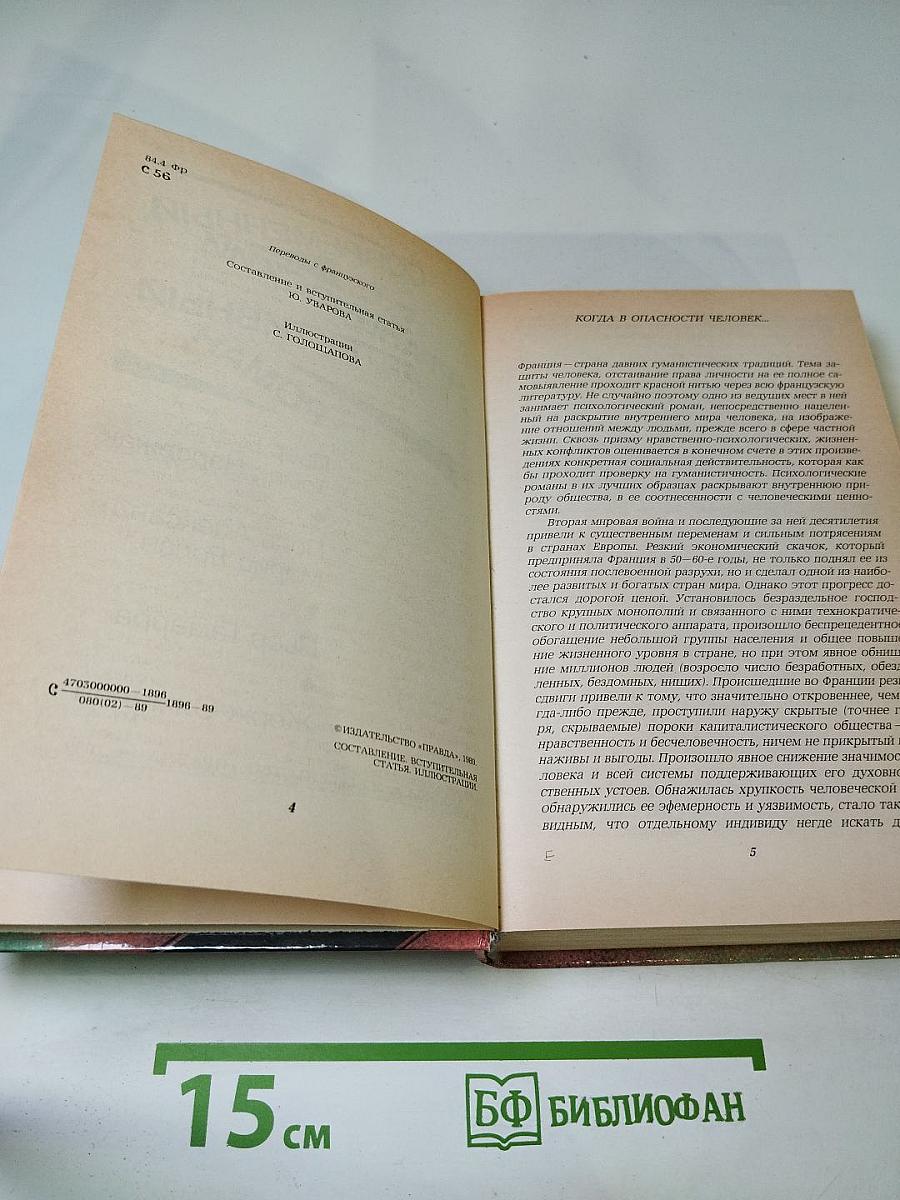 84.4 Фр
С 56
Переводы с французского
Составление и вступительная статья
Ю. УВАРОВА
Иллюстрации
С. ГОЛОШАПОВА
С 4703000000—1896
080(02)—89
1896—89
©ИЗДАТЕЛЬСТВО «ПРАВДА», 1989.
СОСТАВЛЕНИЕ. ВСТУПИТЕЛЬНАЯ
СТАТЬЯ. ИЛЛЮСТРАЦИИ.
4
КОГДА В ОПАСНОСТИ ЧЕЛОВЕК...
Франция — страна давних гуманистических традиций. Тема за-
щиты человека, отстаивание права личности на ее полное са-
мовыявление проходит красной нитью через всю французскую
литературу. Не случайно поэтому одно из ведущих мест в ней
занимает психологический роман, непосредственно нацелен-
ный на раскрытие внутреннего мира человека, на изображе-
ние отношений между людьми, прежде всего в сфере частной
жизни. Сквозь призму нравственно-психологических, жизнен-
ных конфликтов оценивается в конечном счете в этих произве-
дениях конкретная социальная действительность, которая как
бы проходит проверку на гуманистичность. Психологические
романы в их лучших образцах раскрывают внутреннюю при-
роду общества, в ее соотнесенности с человеческими ценно-
стями.
Вторая мировая война и последующие за ней десятилетия
привели к существенным переменам и сильным потрясениям
в странах Европы. Резкий экономический скачок, который
предприняла Франция в 50—60-е годы, не только поднял ее из
состояния послевоенной разрухи, но и сделал одной из наибо-
лее развитых и богатых стран мира. Однако этот прогресс до-
стался дорогой ценой. Установилось безраздельное господ-
ство крупных монополий и связанного с ними технократиче-
ского и политического аппарата, произошло беспрецедентное
обогащение небольшой группы населения и общее повыше
ние жизненного уровня в стране, но при этом явное обнищ
ние миллионов людей (возросло число безработных, обезд
ленных, бездомных, нищих). Происшедшие во Франции рез
сдвиги привели к тому, что значительно откровеннее, чем
гда-либо прежде, проступили наружу скрытые (точнее г
ря, скрываемые) пороки капиталистического общества —
нравственность и бесчеловечность, ничем не прикрытый
наживы и выгоды. Произошло явное снижение значимос
ловека и всей системы поддерживающих его духовно
ственных устоев. Обнажилась хрупкость человеческой
обнаружились ее эфемерность и уязвимость, стало так
видным, что отдельному индивиду негде искать д
5
15 см
БФ БИБЛИОФАН